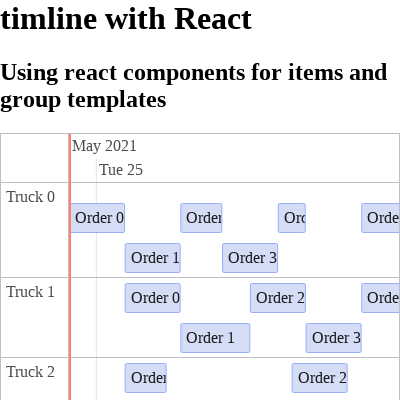 timline with React
Using react components for items and
group templates
May 2021
Tue 25
Truck 0
Order 0
Order
Orde
Order 1
Order 3
Truck 1
Order 0
Order 2
Orde
Order 1
Order 3
Truck 2
Order
Order 2